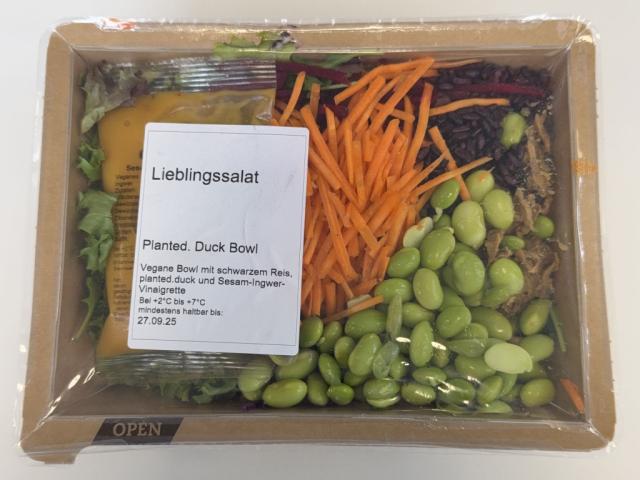 Lieblingssalat
Planted. Duck Bowl
Vegane Bowl mit schwarzem Reis,
planted.duck und Sesam-Ingwer-
Vinaigrette
Bei +2°C bis +7°C
mindestens haltbar bis:
27.09.25
OPEN